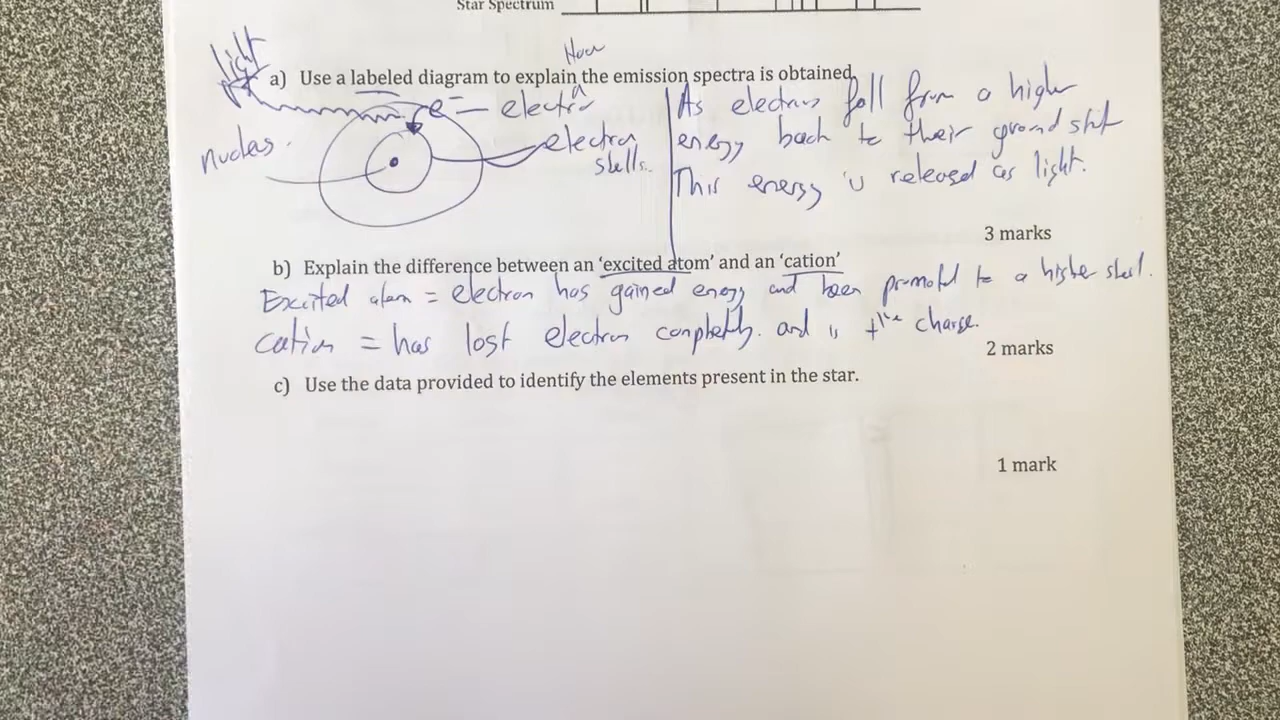 Star Spectrum
How
light
a) Use a labeled diagram to explain the emission spectra is obtained
e- — electron
nucleus.
electron
shells.
As electrons fall from a higher
energy back to their ground state
This energy is released as light.
3 marks
b) Explain the difference between an 'excited atom' and an 'cation'
Excited atom = electron has gained energy and been promoted to a higher shell.
cation = has lost electron completely. and is +ve charge.
2 marks
c) Use the data provided to identify the elements present in the star.
1 mark